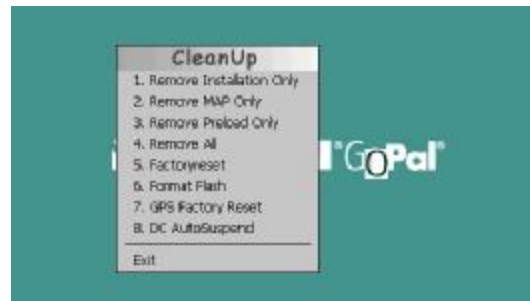 CleanUp
1. Remove Installation Only
2. Remove MAP Only
3. Remove Preload Only
4. Remove All
5. Factoryreset
6. Format Flash
7. GPS Factory Reset
8. DC AutoSuspend
Exit
GoPal